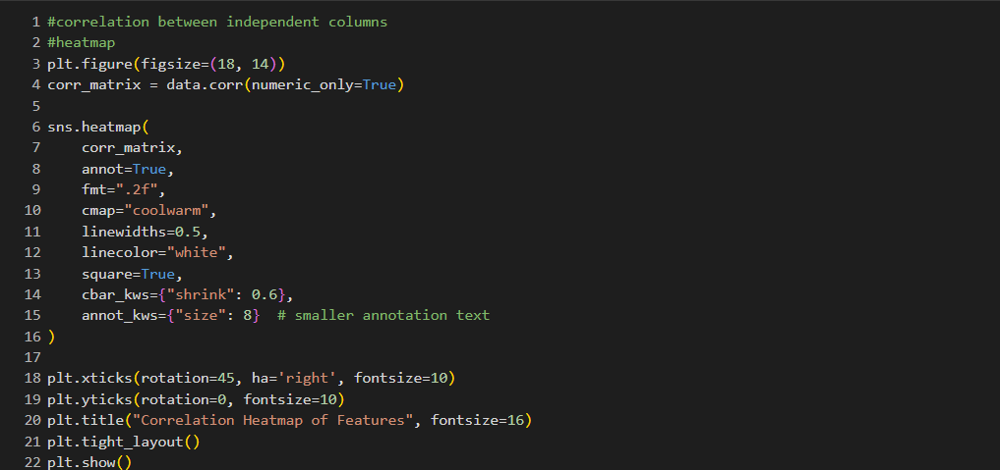 1 #correlation between independent columns
2 #heatmap
3 plt.figure(figsize=(18, 14))
4 corr_matrix = data.corr(numeric_only=True)
5
6 sns.heatmap(
7     corr_matrix,
8     annot=True,
9     fmt=".2f",
10     cmap="coolwarm",
11     linewidths=0.5,
12     linecolor="white",
13     square=True,
14     cbar_kws={"shrink": 0.6},
15     annot_kws={"size": 8}  # smaller annotation text
16 )
17
18 plt.xticks(rotation=45, ha='right', fontsize=10)
19 plt.yticks(rotation=0, fontsize=10)
20 plt.title("Correlation Heatmap of Features", fontsize=16)
21 plt.tight_layout()
22 plt.show()